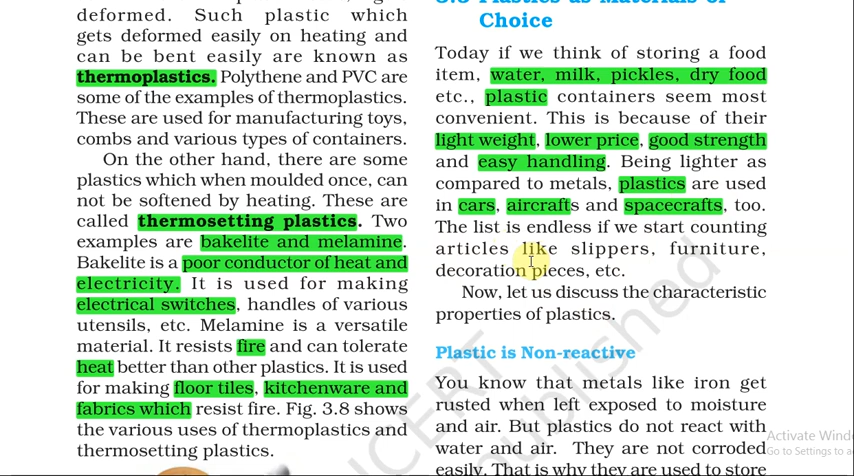 deformed. Such plastic which
gets deformed easily on heating and
can be bent easily are known as
thermoplastics. Polythene and PVC are
some of the examples of thermoplastics.
These are used for manufacturing toys,
combs and various types of containers.
On the other hand, there are some
plastics which when moulded once, can
not be softened by heating. These are
called thermosetting plastics. Two
examples are bakelite and melamine.
Bakelite is a poor conductor of heat and
electricity. It is used for making
electrical switches, handles of various
utensils, etc. Melamine is a versatile
material. It resists fire and can tolerate
heat better than other plastics. It is used
for making floor tiles, kitchenware and
fabrics which resist fire. Fig. 3.8 shows
the various uses of thermoplastics and
thermosetting plastics.
Plastics as Materials of
Choice
Today if we think of storing a food
item, water, milk, pickles, dry food
etc., plastic containers seem most
convenient. This is because of their
light weight, lower price, good strength
and easy handling. Being lighter as
compared to metals, plastics are used
in cars, aircrafts and spacecrafts, too.
The list is endless if we start counting
articles like slippers, furniture,
decoration pieces, etc.
Now, let us discuss the characteristic
properties of plastics.
Plastic is Non-reactive
You know that metals like iron get
rusted when left exposed to moisture
and air. But plastics do not react with
water and air. They are not corroded
easily. That is why they are used to store
NCERT
published
Activate Wind
Go to Settings to a